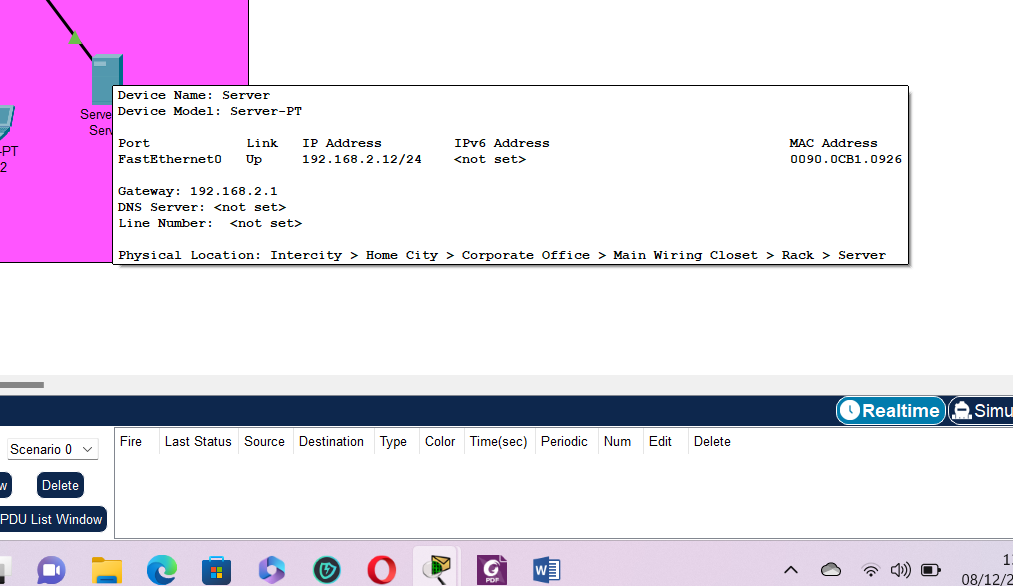 Serve
Serv
-PT
2
Device Name: Server
Device Model: Server-PT
Port Link IP Address IPv6 Address MAC Address
FastEthernet0 Up 192.168.2.12/24 <not set> 0090.0CB1.0926
Gateway: 192.168.2.1
DNS Server: <not set>
Line Number: <not set>
Physical Location: Intercity > Home City > Corporate Office > Main Wiring Closet > Rack > Server
Realtime Simu
Scenario 0
w Delete
PDU List Window
Fire Last Status Source Destination Type Color Time(sec) Periodic Num Edit Delete
PDF
W
08/12/2